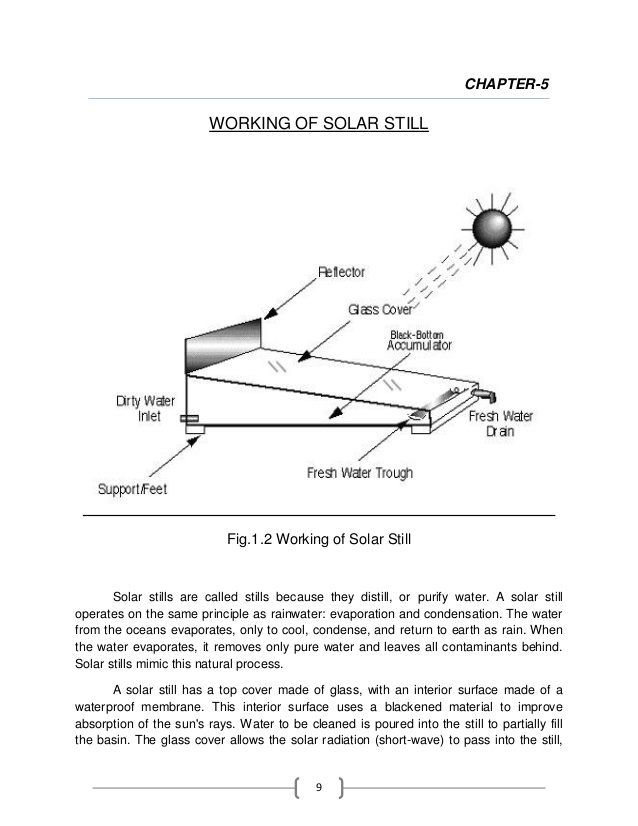 CHAPTER-5
WORKING OF SOLAR STILL
Reflector
Glass Cover
Black-Bottom
Accumulator
Dirty Water
Inlet
Fresh Water
Drain
Fresh Water Trough
Support/Feet
Fig.1.2 Working of Solar Still
Solar stills are called stills because they distill, or purify water. A solar still
operates on the same principle as rainwater: evaporation and condensation. The water
from the oceans evaporates, only to cool, condense, and return to earth as rain. When
the water evaporates, it removes only pure water and leaves all contaminants behind.
Solar stills mimic this natural process.
A solar still has a top cover made of glass, with an interior surface made of a
waterproof membrane. This interior surface uses a blackened material to improve
absorption of the sun's rays. Water to be cleaned is poured into the still to partially fill
the basin. The glass cover allows the solar radiation (short-wave) to pass into the still,
9